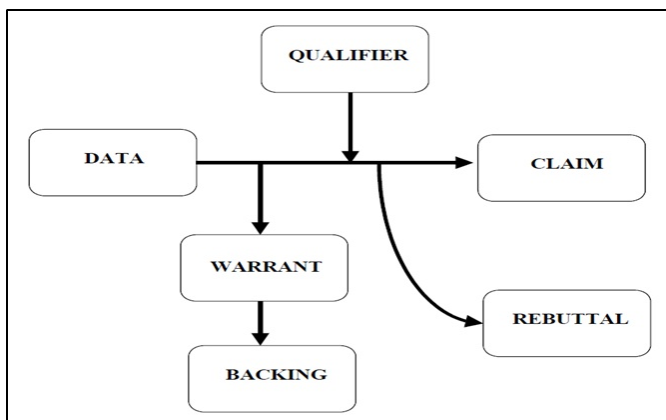 QUALIFIER
DATA
CLAIM
WARRANT
REBUTTAL
BACKING